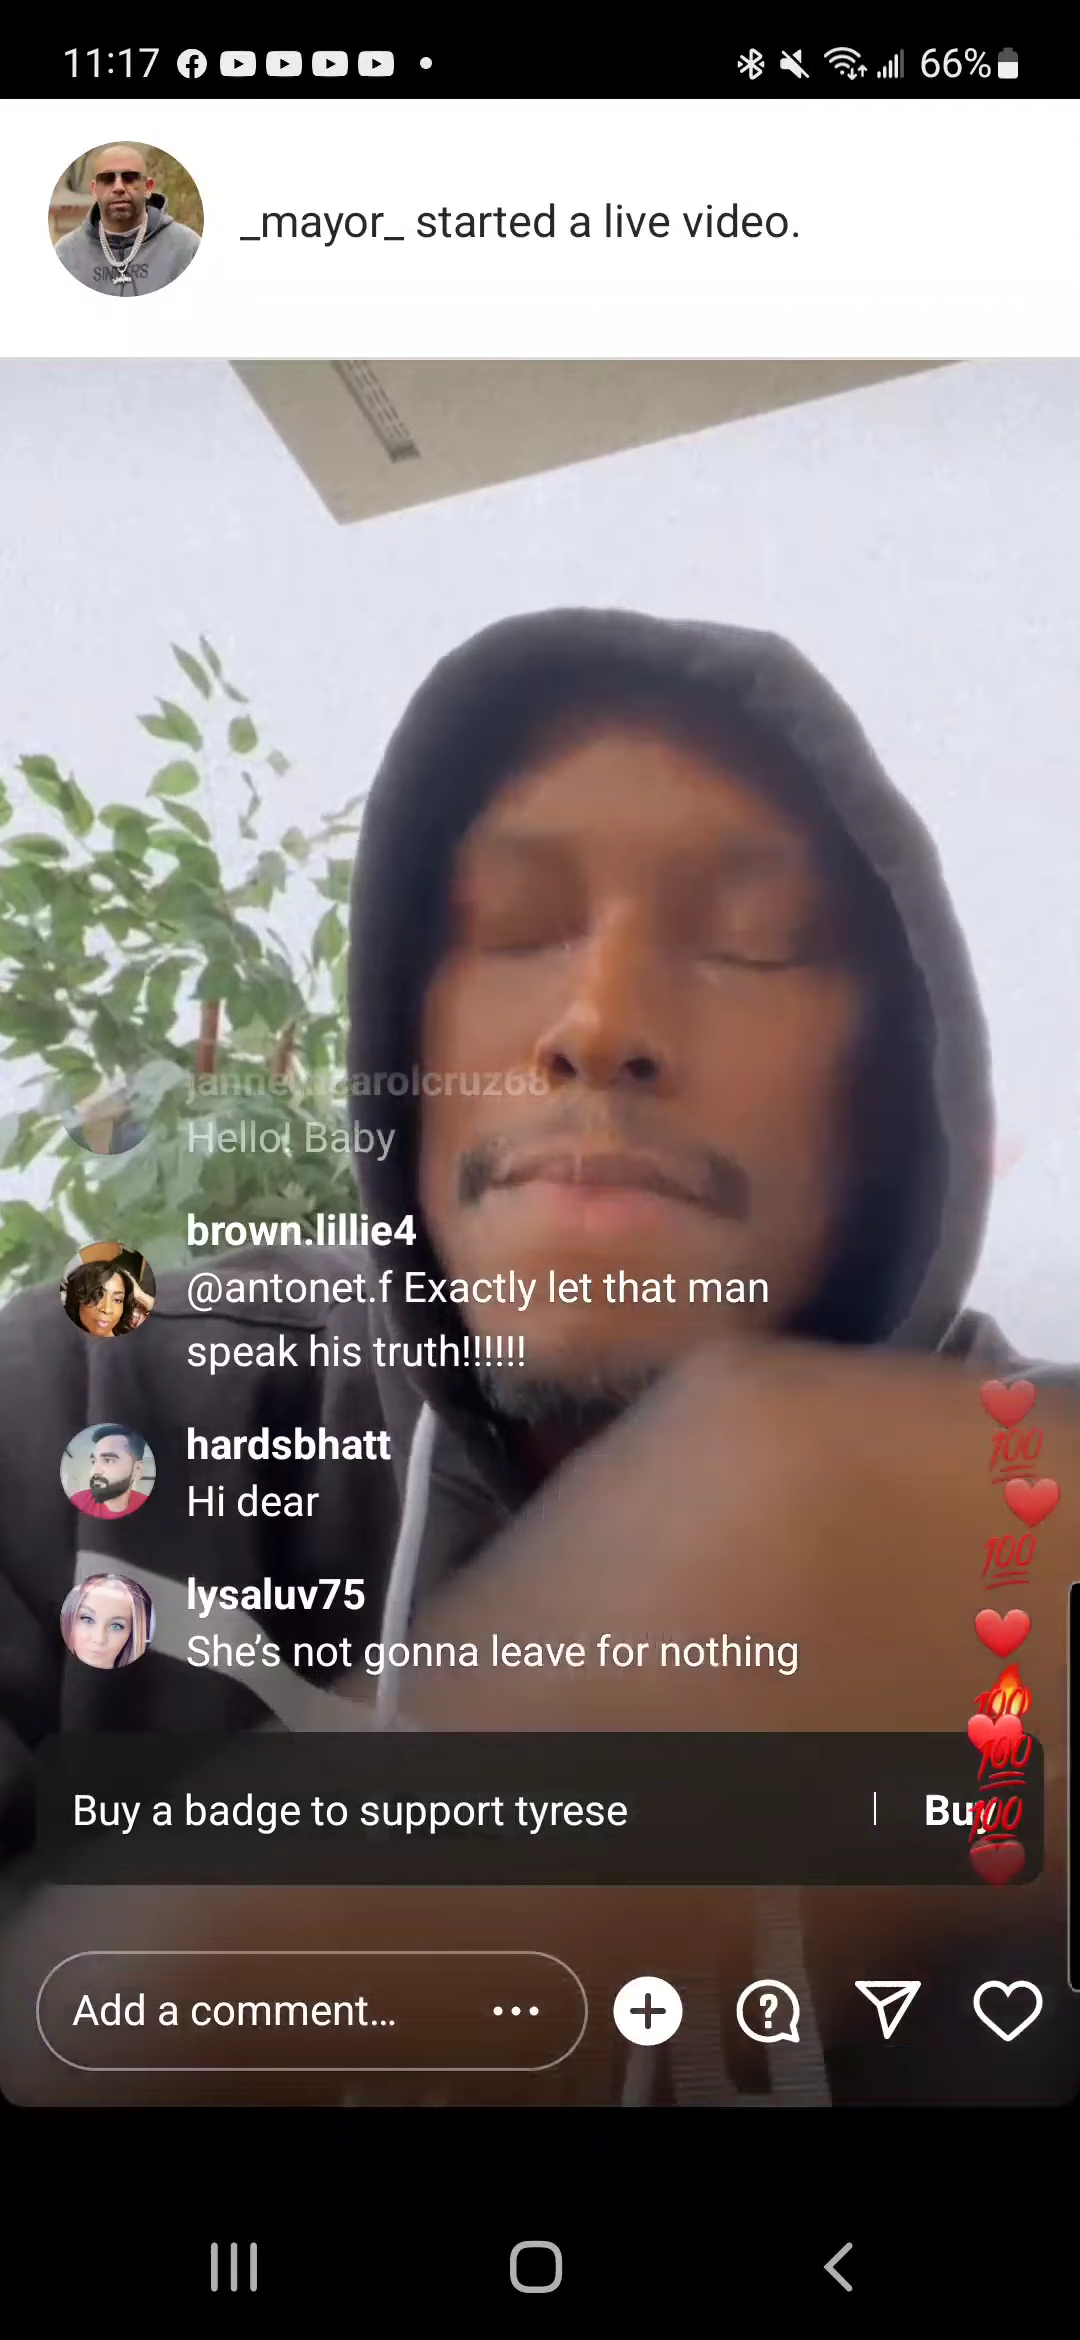 11:17
66%
_mayor_ started a live video.
Hello! Baby
brown.lillie4
@antonet.f Exactly let that man
speak his truth!!!!!!
hardsbhatt
Hi dear
lysaluv75
She’s not gonna leave for nothing
Buy a badge to support tyrese
Buy
Add a comment...